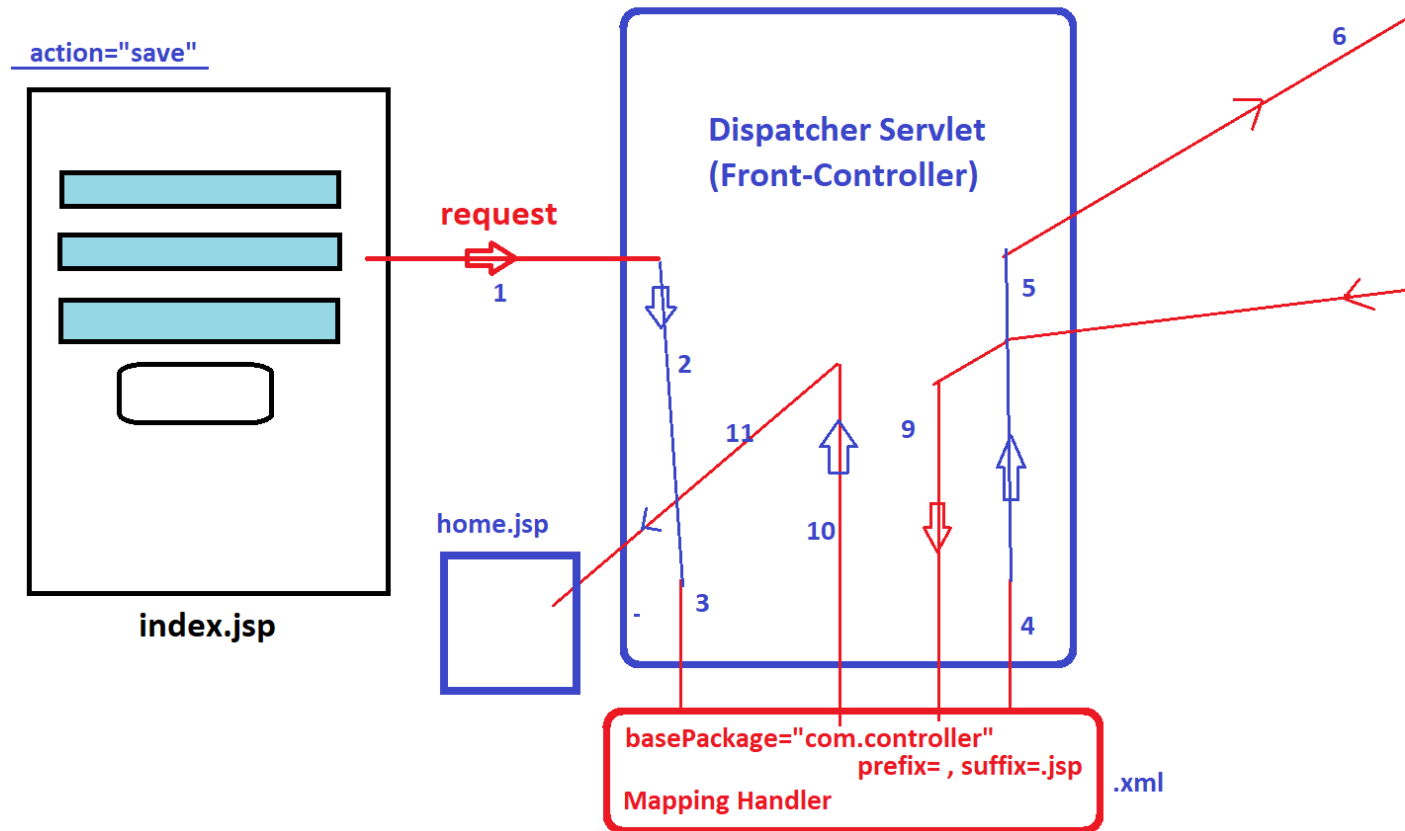 action="save"
index.jsp
request
1
Dispatcher Servlet
(Front-Controller)
2
3
4
5
6
9
10
11
home.jsp
-
basePackage="com.controller"
prefix= , suffix=.jsp
Mapping Handler
.xml